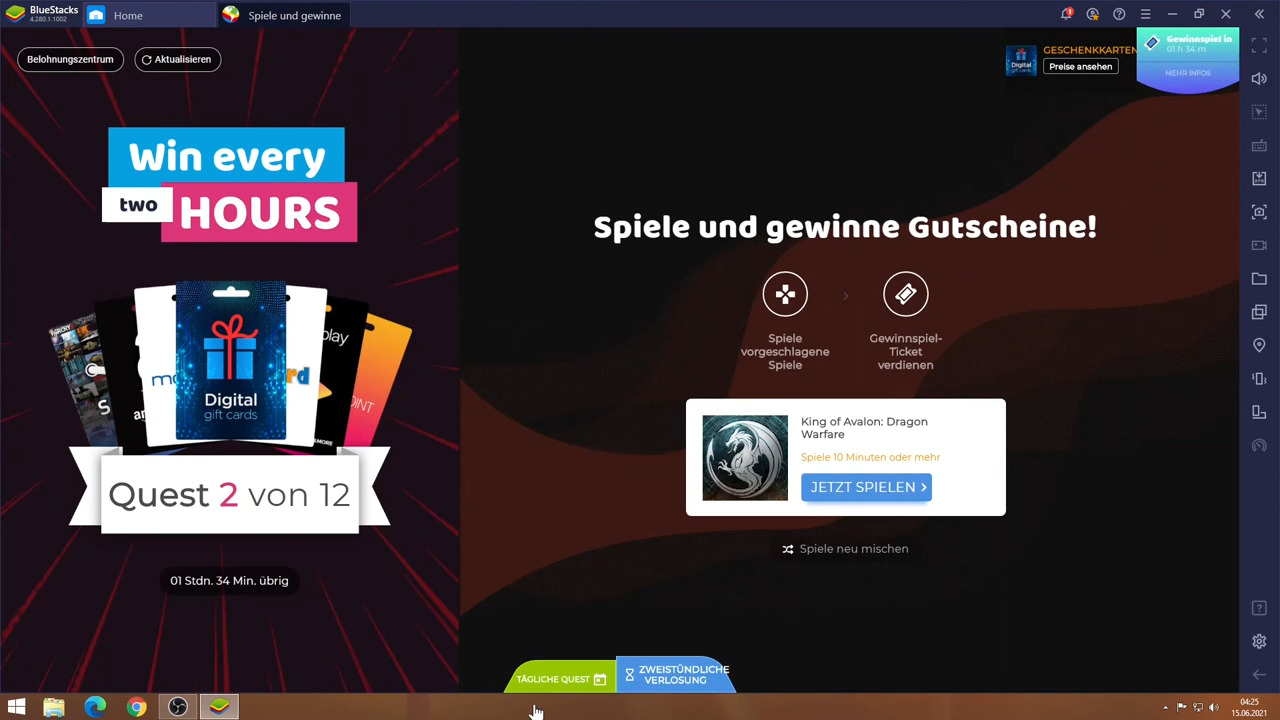 BlueStacks
4.280.1.1002
Home
Spiele und gewinne
Belohnungszentrum
Aktualisieren
GESCHENKKARTEN
Preise ansehen
Digital
gift cards
Gewinnspiel in
01 h 34 m
MEHR INFOS
Win every
two
HOURS
Digital
gift cards
Quest 2 von 12
01 Stdn. 34 Min. übrig
Spiele und gewinne Gutscheine!
Spiele
vorgeschlagene
Spiele
Gewinnspiel-
Ticket
verdienen
King of Avalon: Dragon
Warfare
Spiele 10 Minuten oder mehr
JETZT SPIELEN
Spiele neu mischen
TÄGLICHE QUEST
ZWEISTÜNDLICHE
VERLOSUNG
04:25
15.06.2021